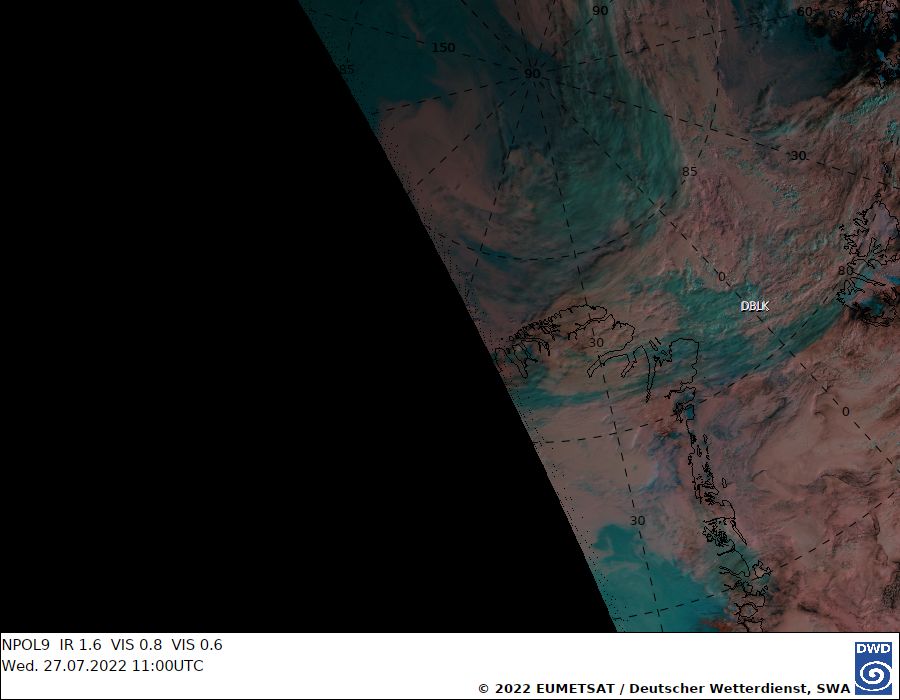 90
60
150
85
90
30
85
80
0
DBLK
30
0
30
NPOL9 IR 1.6 VIS 0.8 VIS 0.6
Wed. 27.07.2022 11:00UTC
DWD
© 2022 EUMETSAT / Deutscher Wetterdienst, SWA